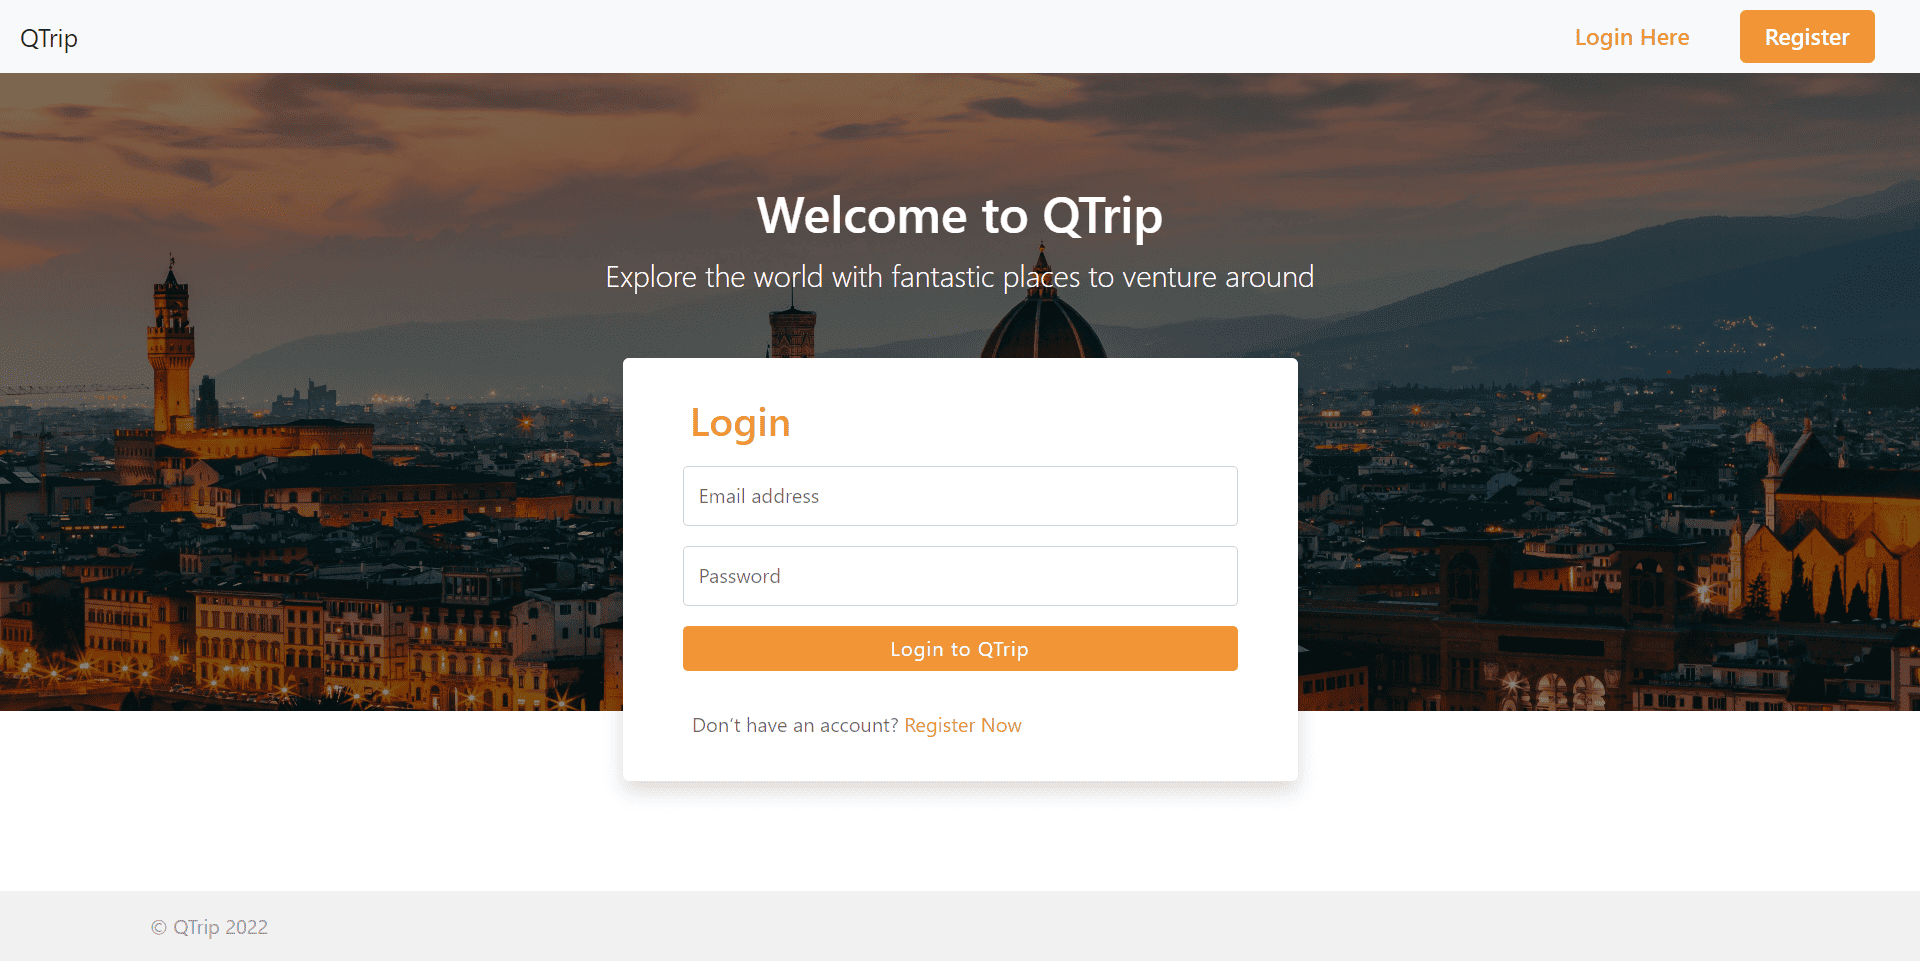 QTrip
Login Here
Register
Welcome to QTrip
Explore the world with fantastic places to venture around
Login
Email address
Password
Login to QTrip
Don't have an account? Register Now
© QTrip 2022